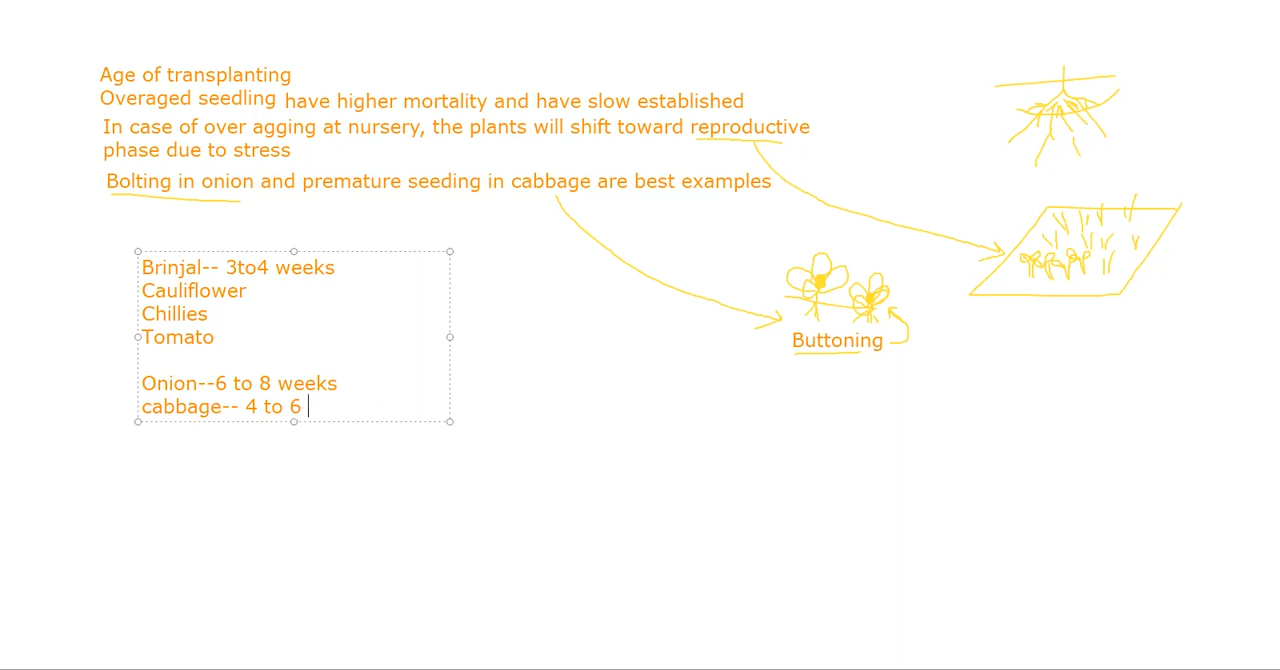 Age of transplanting
Overaged seedling have higher mortality and have slow established
In case of over agging at nursery, the plants will shift toward reproductive
phase due to stress
Bolting in onion and premature seeding in cabbage are best examples
Brinjal-- 3to4 weeks
Cauliflower
Chillies
Tomato
Buttoning
Onion--6 to 8 weeks
cabbage-- 4 to 6